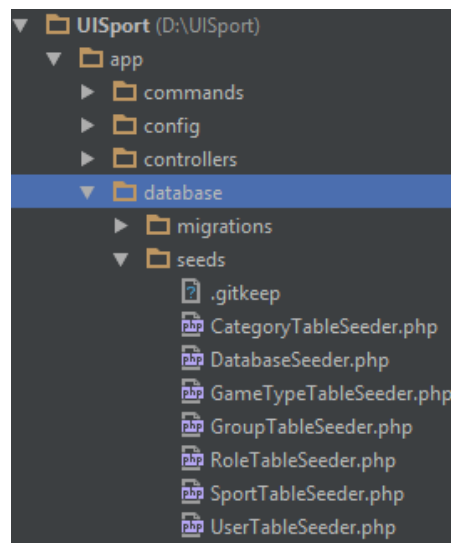 UISport (D:\UISport)
app
commands
config
controllers
database
migrations
seeds
.gitkeep
CategoryTableSeeder.php
DatabaseSeeder.php
GameTypeTableSeeder.php
GroupTableSeeder.php
RoleTableSeeder.php
SportTableSeeder.php
UserTableSeeder.php